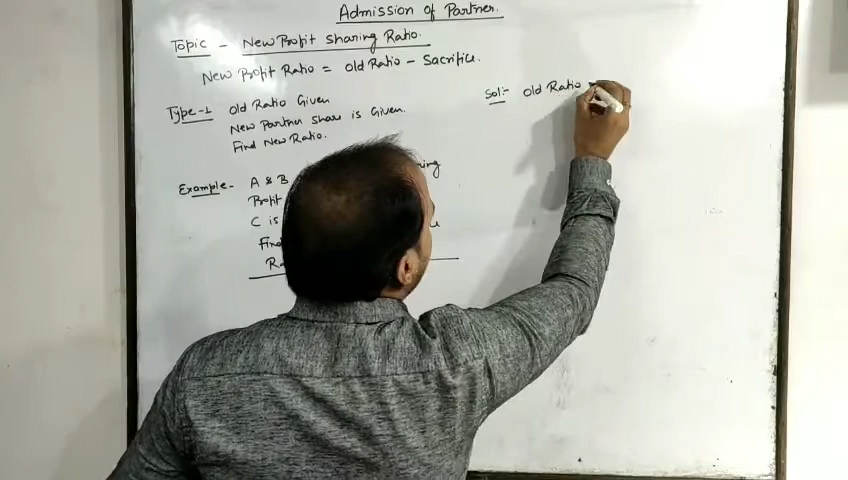 Admission of Partner.
Topic - New Profit Sharing Ratio.
New Profit Ratio = Old Ratio - Sacrifice.
Type-1 Old Ratio Given
New Partner Share is Given.
Find New Ratio.
Example- A & B
Profit
C is
Sol:- Old Ratio